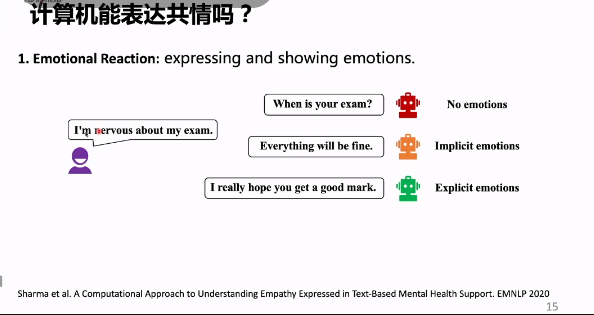 计算机能表达共情吗？
1. Emotional Reaction: expressing and showing emotions.
When is your exam?
No emotions
I'm nervous about my exam.
Everything will be fine.
Implicit emotions
I really hope you get a good mark.
Explicit emotions
Sharma et al. A Computational Approach to Understanding Empathy Expressed in Text-Based Mental Health Support. EMNLP 2020
15